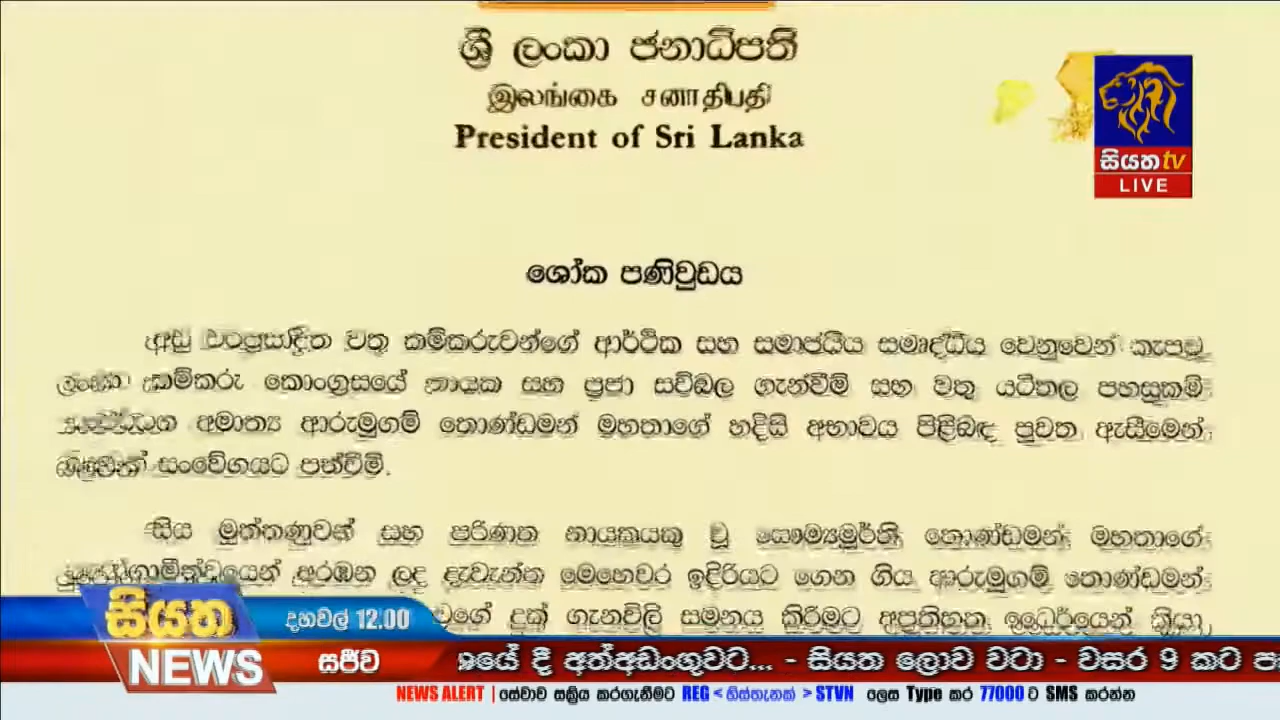 ශ්‍රී ලංකා ජනාධිපති
இலங்கை சனாதிபதி
President of Sri Lanka
සියත tv
LIVE
ශෝක පණිවුඩය
අඩු වරප්‍රසාදිත වතු කම්කරුවන්ගේ ආර්ථික සහ සමාජයීය සමෘද්ධිය වෙනුවෙන් කැපවූ
ලංකා කම්කරු කොංග්‍රසයේ නායක සහ ප්‍රජා සවිබල ගැන්වීම් සහ වතු යටිතල පහසුකම්
අමාත්‍ය ආරුමුගම් තොණ්ඩමන් මහතාගේ හදිසි අභාවය පිළිබඳ පුවත ඇසීමෙන්
සංවේගයට පත්වීමි.
සිය මුත්තණුවන් සහ පරිණත නායකයකු වූ සෞම්‍යමූර්ති තොණ්ඩමන් මහතාගේ
අරඹන ලද දැවැන්ත මෙහෙවර ඉදිරියට ගෙන ගිය ආරුමුගම් තොණ්ඩමන්
දුක් ගැනවිලි සමනය කිරීමට අප්‍රතිහත ධෛර්යෙන් ක්‍රියා
සියත
NEWS
දහවල් 12.00
සජීව
යේ දී අත්අඩංගුවට... - සියත ලොව වටා - වසර 9 කට
NEWS ALERT | සේවාව සක්‍රීය කරගැනීමට REG < හිස්තැනක් > STVN ලෙස Type කර 77000 ට SMS කරන්න